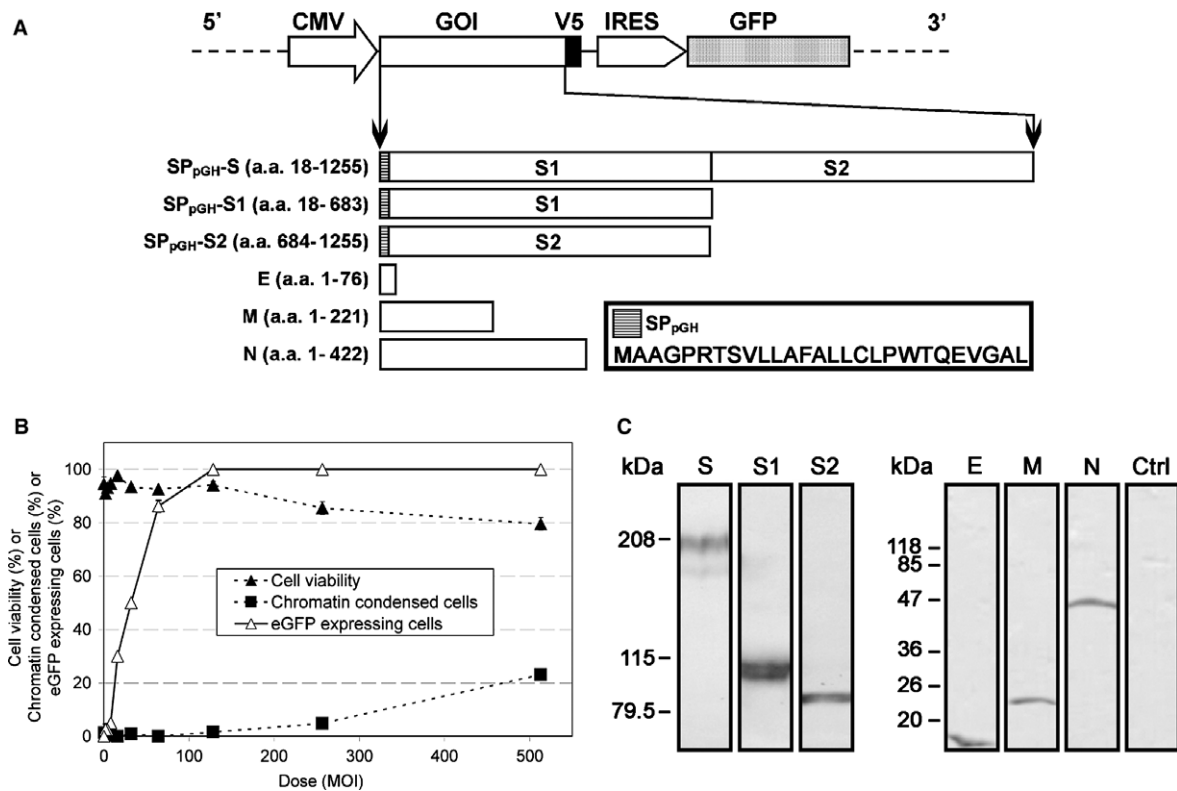 A
5' CMV GOI V5 IRES GFP 3'
SPpGH-S (a.a. 18-1255) S1 S2
SPpGH-S1 (a.a. 18- 683) S1
SPpGH-S2 (a.a. 684-1255) S2
E (a.a. 1-76)
M (a.a. 1- 221)
N (a.a. 1- 422)
SPpGH
MAAGPRTSVLLAFALLCLPWTQEVGAL
B
Cell viability (%) or
Chromatin condensed cells (%) or
eGFP expressing cells (%)
100
80
60
40
20
0
Cell viability
Chromatin condensed cells
eGFP expressing cells
0 100 200 300 400 500
Dose (MOI)
C
kDa S S1 S2
208
115
79.5
kDa E M N Ctrl
118
85
47
36
26
20